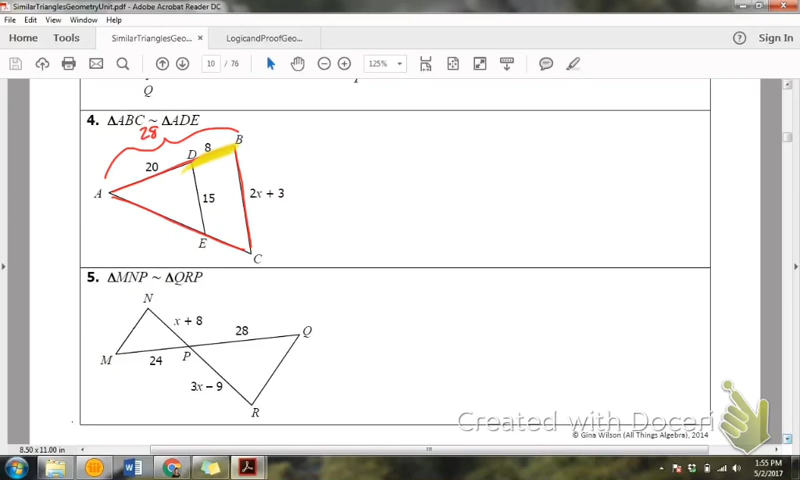 SimilarTrianglesGeometryUnit.pdf - Adobe Acrobat Reader DC
File Edit View Window Help
Home Tools SimilarTrianglesGeo... × LogicandProofGeo... Sign In
10 / 76 125%
Q
4. ΔABC ~ ΔADE
28
B
8
D
20
A
15
2x + 3
E
C
5. ΔMNP ~ ΔQRP
N
x + 8
28
Q
M
24
P
3x – 9
R
Created with Doceri
© Gina Wilson (All Things Algebra), 2014
8.50 x 11.00 in
1:55 PM
5/2/2017